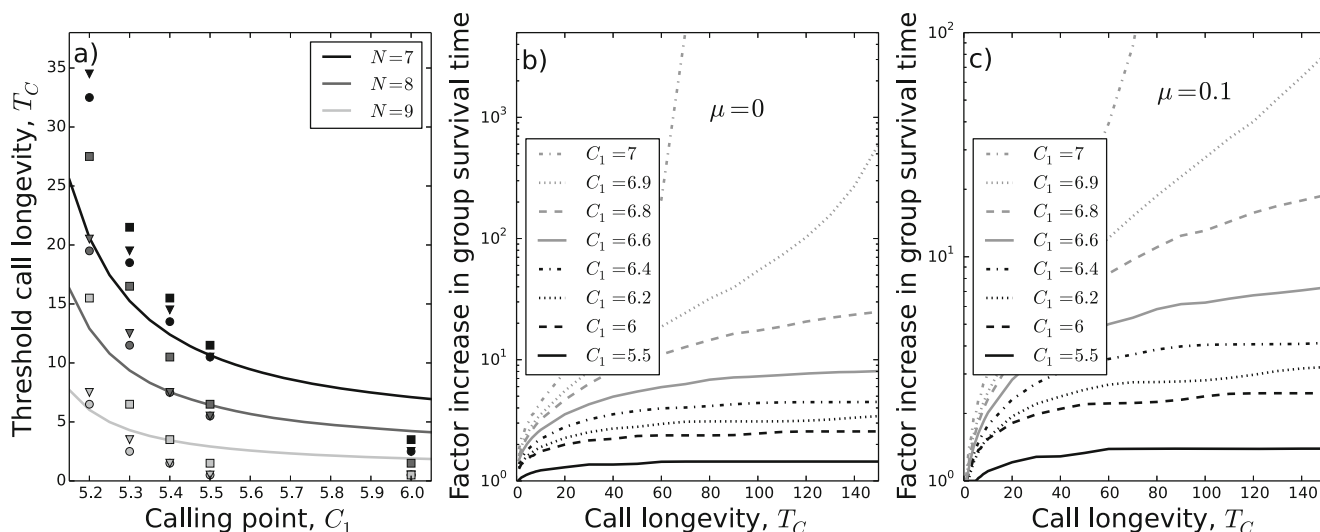 a)
N=7
N=8
N=9
Threshold call longevity, T_C
35
30
25
20
15
10
5
0
5.2 5.3 5.4 5.5 5.6 5.7 5.8 5.9 6.0
Calling point, C_1
b)
μ=0
C_1=7
C_1=6.9
C_1=6.8
C_1=6.6
C_1=6.4
C_1=6.2
C_1=6
C_1=5.5
Factor increase in group survival time
10^3
10^2
10^1
10^0
0 20 40 60 80 100 120 140
Call longevity, T_C
c)
μ=0.1
C_1=7
C_1=6.9
C_1=6.8
C_1=6.6
C_1=6.4
C_1=6.2
C_1=6
C_1=5.5
Factor increase in group survival time
10^2
10^1
10^0
0 20 40 60 80 100 120 140
Call longevity, T_C